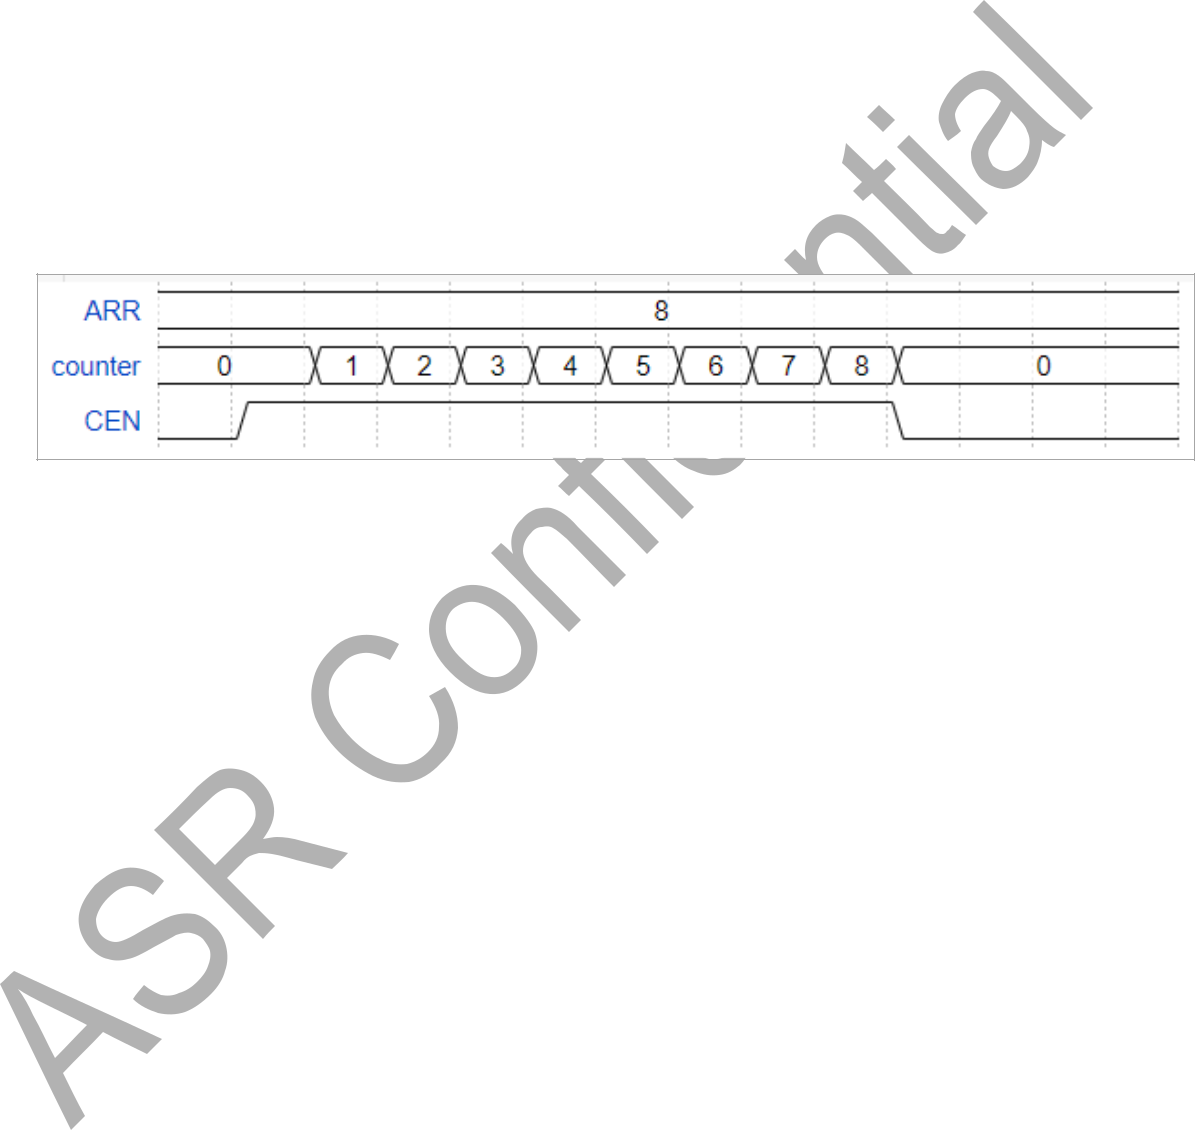 ARR 8
counter 0 1 2 3 4 5 6 7 8 0
CEN
ASR Confidential